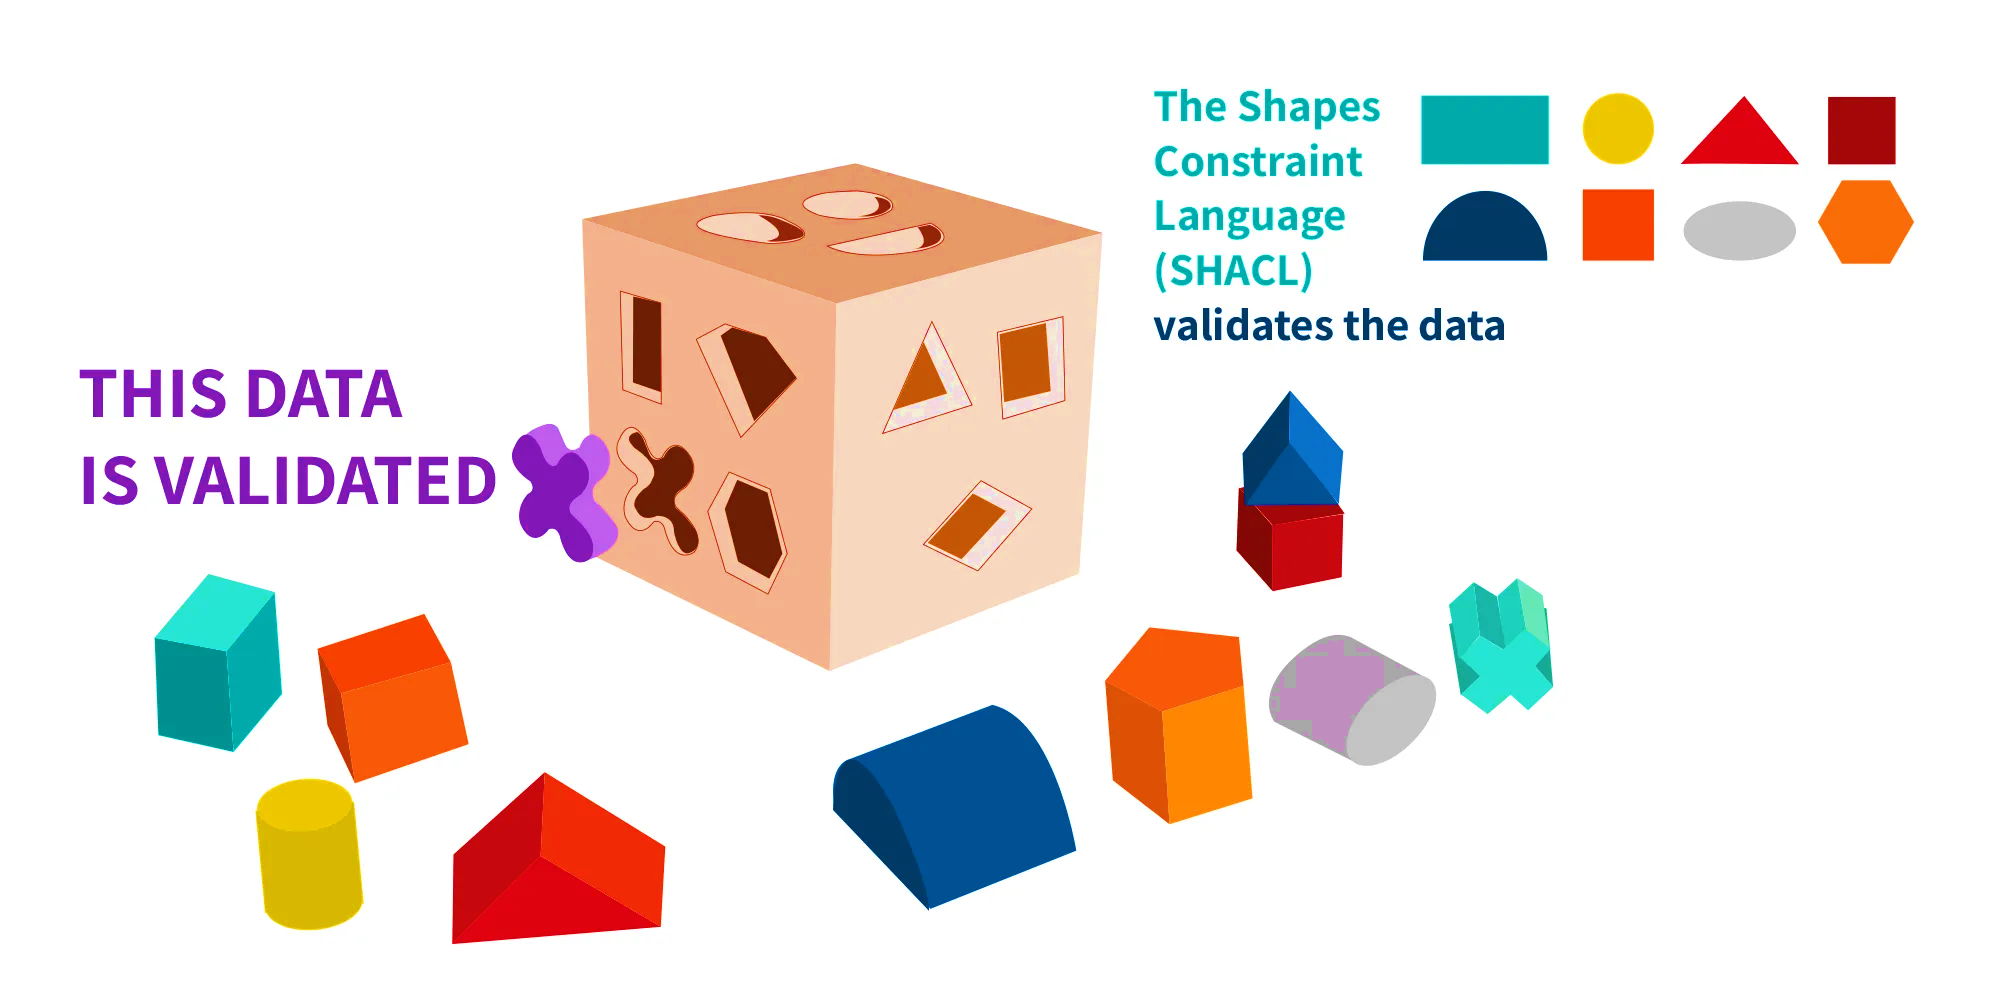 THIS DATA
IS VALIDATED
The Shapes
Constraint
Language
(SHACL)
validates the data